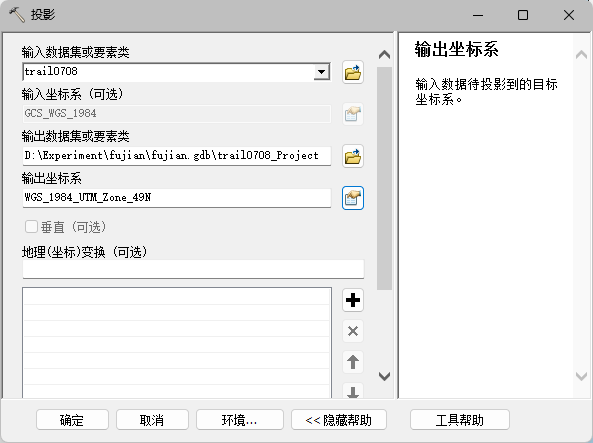 投影
输入数据集或要素类
trail0708
输入坐标系（可选）
GCS_WGS_1984
输出数据集或要素类
D:\Experiment\fujian\fujian.gdb\trail0708_Project
输出坐标系
WGS_1984_UTM_Zone_49N
垂直（可选）
地理(坐标)变换（可选）
确定
取消
环境...
<< 隐藏帮助
输出坐标系
输入数据待投影到的目标
坐标系。
工具帮助